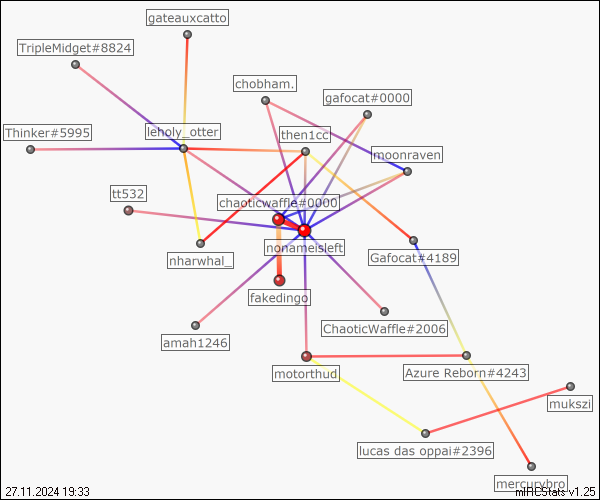 gateauxcatto
TripleMidget#8824
chobham.
gafocat#0000
Thinker#5995
leholy_otter
then1cc
moonraven
tt532
chaoticwaffle#0000
nonameisleft
Gafocat#4189
nharwhal_
fakedingo
ChaoticWaffle#2006
amah1246
motorthud
Azure Reborn#4243
mukszi
lucas das oppai#2396
mercurybro
27.11.2024 19:33
mIRCStats v1.25